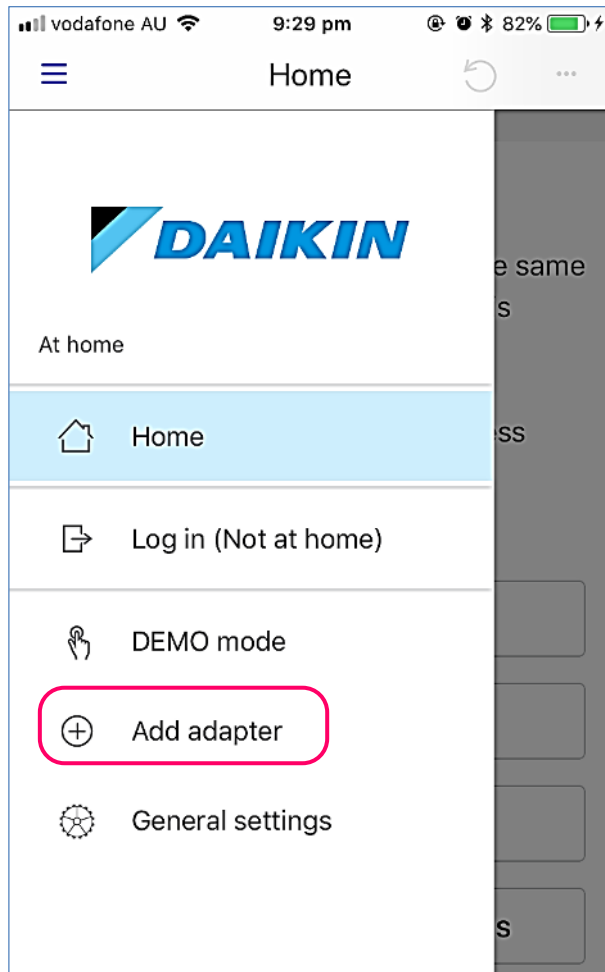 vodafone AU 9:29 pm 82%
Home
DAIKIN
e same
s
At home
Home
ss
Log in (Not at home)
DEMO mode
Add adapter
General settings
s